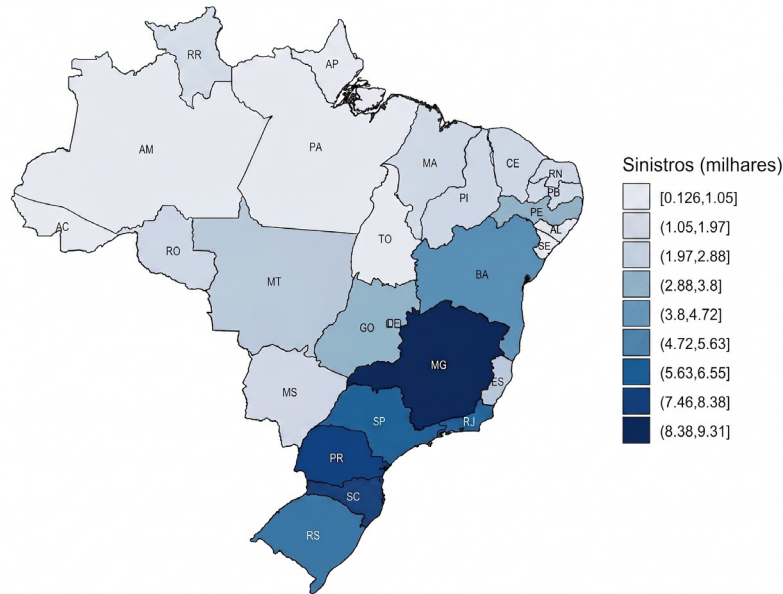 RR
AP
AM
PA
MA
CE
RN
PB
PI
PE
AL
SE
AC
TO
RO
BA
MT
GO
MG
ES
MS
SP
RJ
PR
SC
RS
Sinistros (milhares)
[0.126,1.05]
(1.05,1.97]
(1.97,2.88]
(2.88,3.8]
(3.8,4.72]
(4.72,5.63]
(5.63,6.55]
(7.46,8.38]
(8.38,9.31]